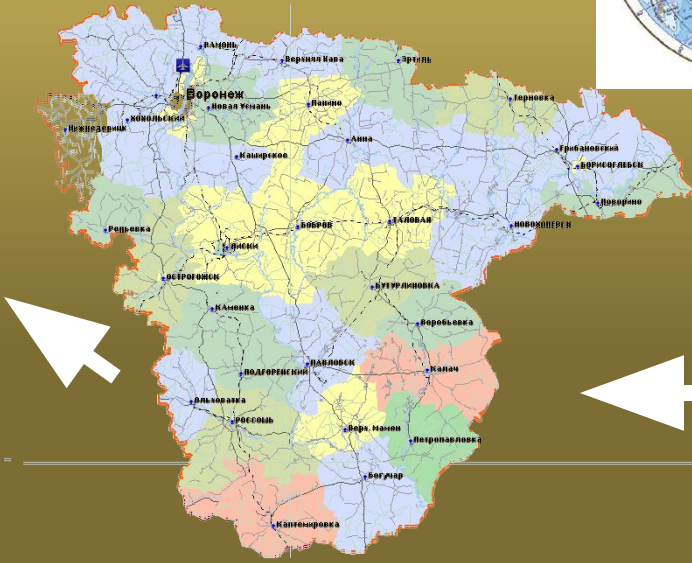 РАМОНЬ
Верхняя Хава
Эртиль
Воронеж
Новая Усмань
Панино
Терновка
ХОХОЛЬСКИЙ
Нижнедевицк
Анна
Каширское
Грибановский
БОРИСОГЛЕБСК
Поворино
Репьевка
ЛИСКИ
БОБРОВ
ТАЛОВАЯ
НОВОХОПЕРСК
ОСТРОГОЖСК
БУТУРЛИНОВКА
КАменка
Воробьевка
ПАВЛОВСК
ПОДГОРЕНСКИЙ
Калач
Ольховатка
РОССОШЬ
Верх. Мамон
Петропавловка
Богучар
Кантемировка